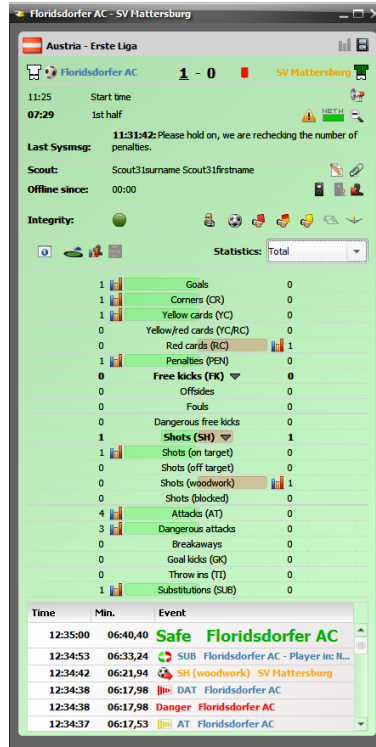 Floridsdorfer AC - SV Mattersburg
Austria - Erste Liga
Floridsdorfer AC 1 - 0 SV Mattersburg
11:25 Start time
07:29 1st half
NETH
11:31:42: Please hold on, we are rechecking the number of
Last Sysmsg: penalties.
Scout: Scout31surname Scout31firstname
Offline since: 00:00
Integrity:
Statistics: Total
1 Goals 0
1 Corners (CR) 0
1 Yellow cards (YC) 0
0 Yellow/red cards (YC/RC) 0
0 Red cards (RC) 1
1 Penalties (PEN) 0
0 Free kicks (FK) 0
0 Offsides 0
0 Fouls 0
0 Dangerous free kicks 0
1 Shots (SH) 1
1 Shots (on target) 0
0 Shots (off target) 0
0 Shots (woodwork) 1
0 Shots (blocked) 0
4 Attacks (AT) 0
3 Dangerous attacks 0
0 Breakaways 0
0 Goal kicks (GK) 0
0 Throw ins (TI) 0
1 Substitutions (SUB) 0
Time Min. Event
12:35:00 06:40,40 Safe Floridsdorfer AC
12:34:53 06:33,24 SUB Floridsdorfer AC - Player in: N...
12:34:42 06:21,94 SH (woodwork) SV Mattersburg
12:34:38 06:17,98 DAT Floridsdorfer AC
12:34:38 06:17,98 Danger Floridsdorfer AC
12:34:37 06:17,53 AT Floridsdorfer AC